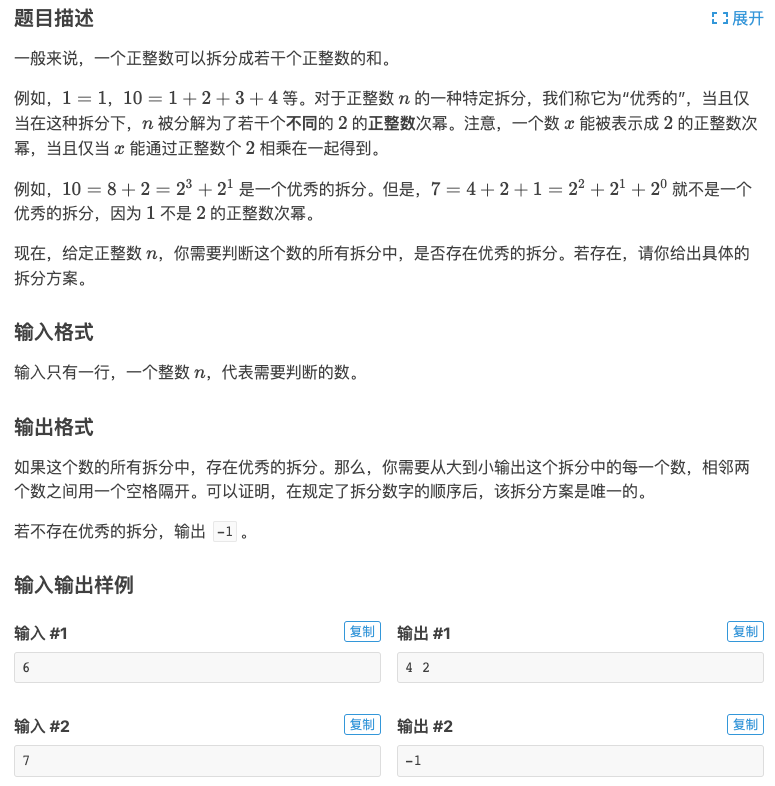 题目描述
展开
一般来说，一个正整数可以拆分成若干个正整数的和。
例如，1 = 1，10 = 1 + 2 + 3 + 4 等。对于正整数 n 的一种特定拆分，我们称它为“优秀的”，当且仅
当在这种拆分下，n 被分解为了若干个不同的 2 的正整数次幂。注意，一个数 x 能被表示成 2 的正整数次
幂，当且仅当 x 能通过正整数个 2 相乘在一起得到。
例如，10 = 8 + 2 = 2³ + 2¹ 是一个优秀的拆分。但是，7 = 4 + 2 + 1 = 2² + 2¹ + 2⁰ 就不是一个
优秀的拆分，因为 1 不是 2 的正整数次幂。
现在，给定正整数 n，你需要判断这个数的所有拆分中，是否存在优秀的拆分。若存在，请你给出具体的
拆分方案。
输入格式
输入只有一行，一个整数 n，代表需要判断的数。
输出格式
如果这个数的所有拆分中，存在优秀的拆分。那么，你需要从大到小输出这个拆分中的每一个数，相邻两
个数之间用一个空格隔开。可以证明，在规定了拆分数字的顺序后，该拆分方案是唯一的。
若不存在优秀的拆分，输出 -1 。
输入输出样例
输入 #1
复制
输出 #1
复制
6
4 2
输入 #2
复制
输出 #2
复制
7
-1